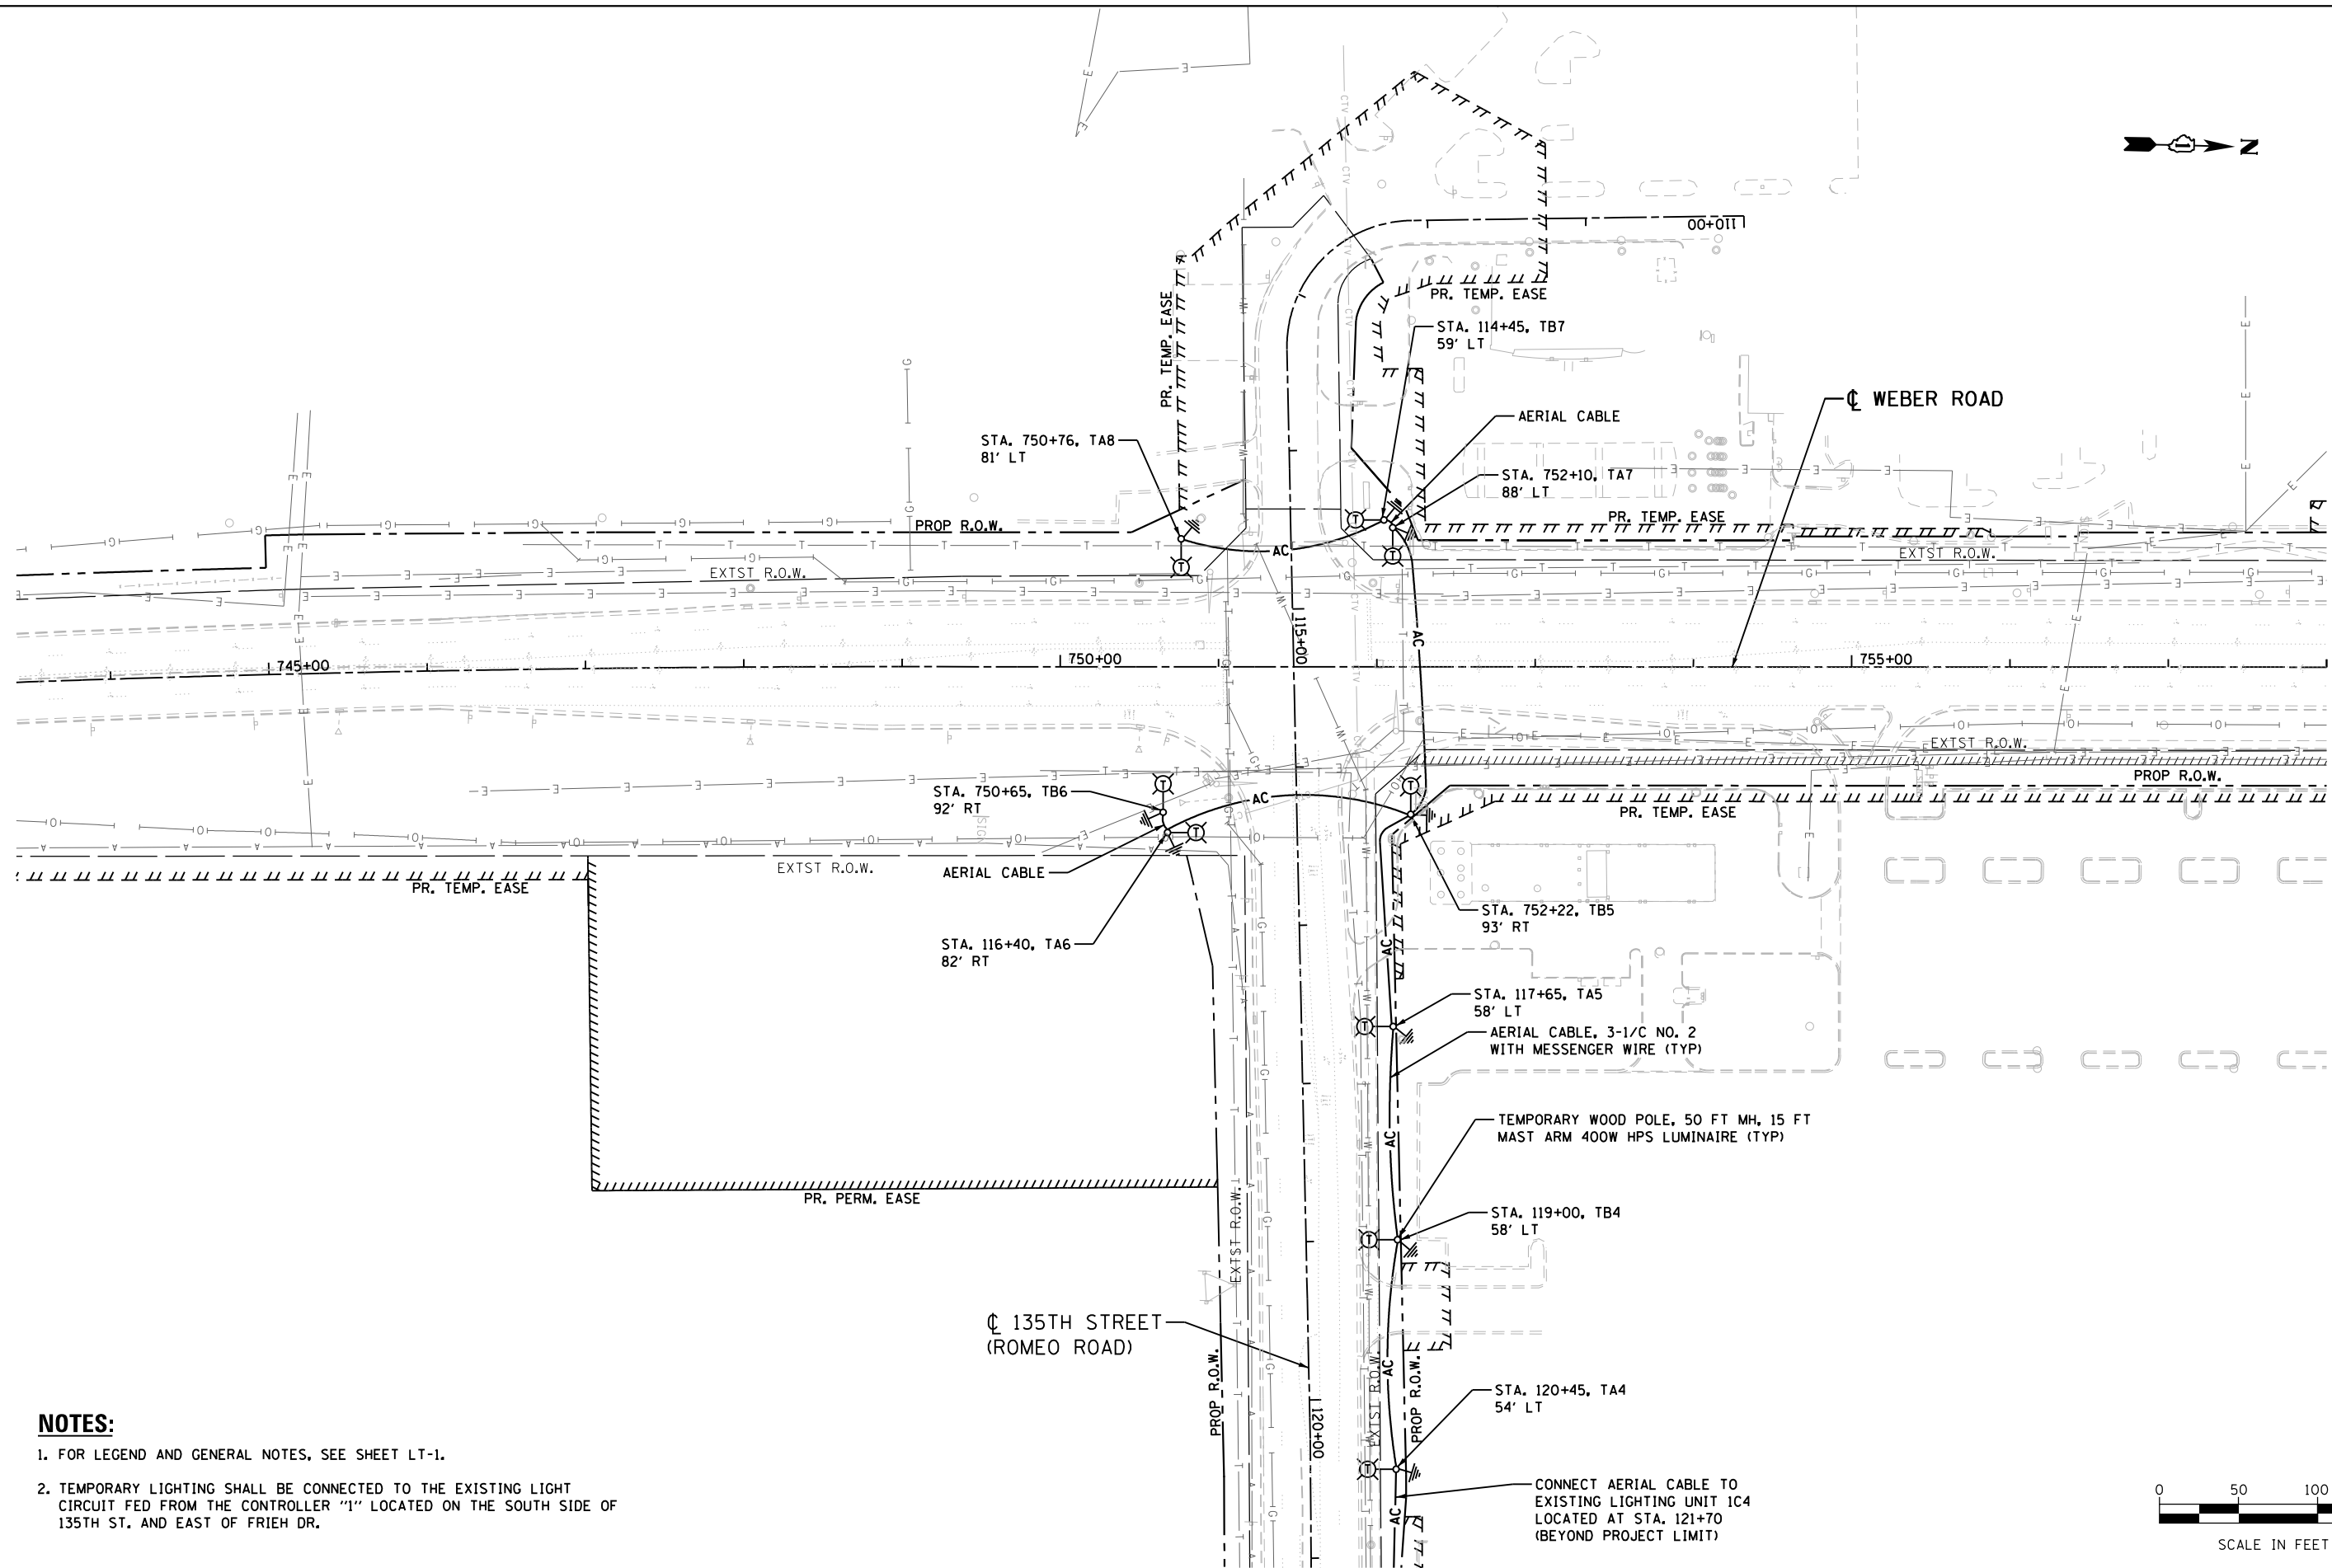 N
110+00
PR. TEMP. EASE
PR. TEMP. EASE
STA. 114+45, TB7
59' LT
℄ WEBER ROAD
AERIAL CABLE
STA. 750+76, TA8
81' LT
STA. 752+10, TA7
88' LT
PROP R.O.W.
PR. TEMP. EASE
AC
EXTST R.O.W.
EXTST R.O.W.
115+00
AC
745+00
750+00
755+00
EXTST R.O.W.
PROP R.O.W.
STA. 750+65, TB6
92' RT
AC
PR. TEMP. EASE
AERIAL CABLE
EXTST R.O.W.
PR. TEMP. EASE
STA. 752+22, TB5
93' RT
STA. 116+40, TA6
82' RT
AC
STA. 117+65, TA5
58' LT
AERIAL CABLE, 3-1/C NO. 2
WITH MESSENGER WIRE (TYP)
TEMPORARY WOOD POLE, 50 FT MH, 15 FT
MAST ARM 400W HPS LUMINAIRE (TYP)
AC
PR. PERM. EASE
STA. 119+00, TB4
58' LT
EXTST R.O.W.
℄ 135TH STREET
(ROMEO ROAD)
PROP R.O.W.
AC
EXTST R.O.W.
PROP R.O.W.
STA. 120+45, TA4
54' LT
120+00
CONNECT AERIAL CABLE TO
EXISTING LIGHTING UNIT 1C4
LOCATED AT STA. 121+70
(BEYOND PROJECT LIMIT)
AC
NOTES:
1. FOR LEGEND AND GENERAL NOTES, SEE SHEET LT-1.
2. TEMPORARY LIGHTING SHALL BE CONNECTED TO THE EXISTING LIGHT
CIRCUIT FED FROM THE CONTROLLER "1" LOCATED ON THE SOUTH SIDE OF
135TH ST. AND EAST OF FRIEH DR.
0 50 100
SCALE IN FEET